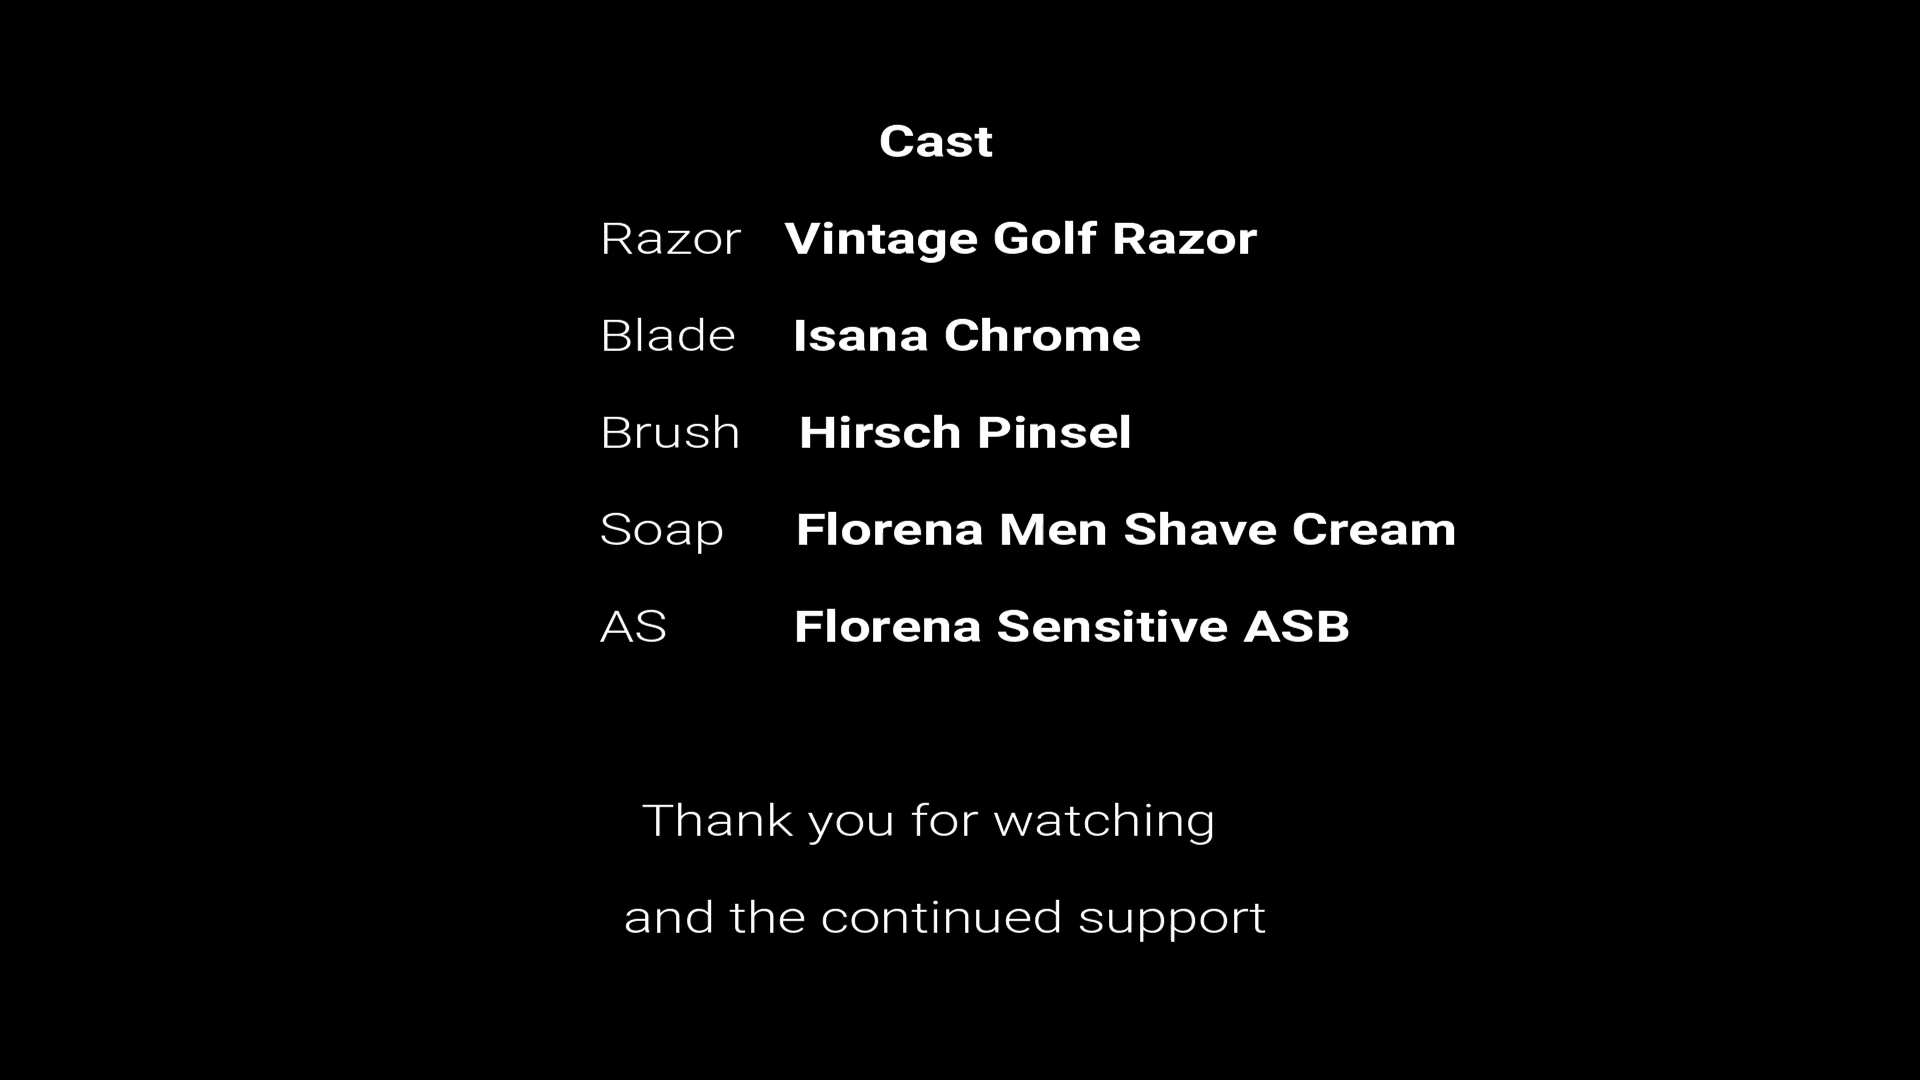 Cast
Razor Vintage Golf Razor
Blade Isana Chrome
Brush Hirsch Pinsel
Soap Florena Men Shave Cream
AS Florena Sensitive ASB
Thank you for watching
and the continued support